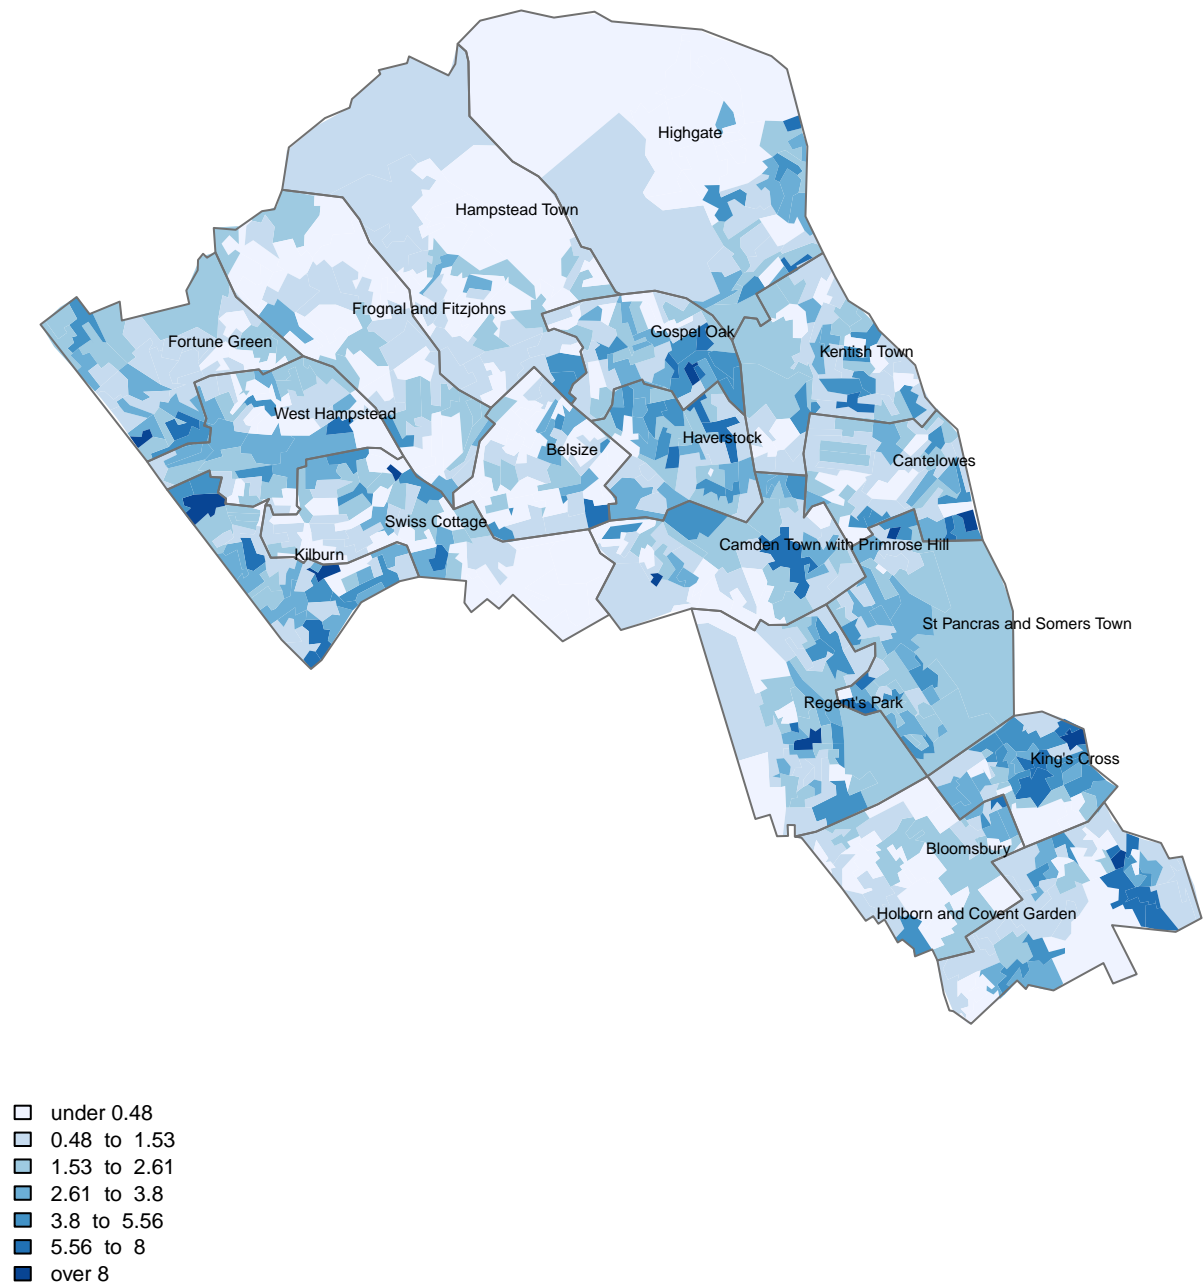 Highgate
Hampstead Town
Frognal and Fitzjohns
Gospel Oak
Fortune Green
Kentish Town
West Hampstead
Haverstock
Belsize
Cantelowes
Swiss Cottage
Camden Town with Primrose Hill
Kilburn
St Pancras and Somers Town
Regent's Park
King's Cross
Bloomsbury
Holborn and Covent Garden
under 0.48
0.48 to 1.53
1.53 to 2.61
2.61 to 3.8
3.8 to 5.56
5.56 to 8
over 8